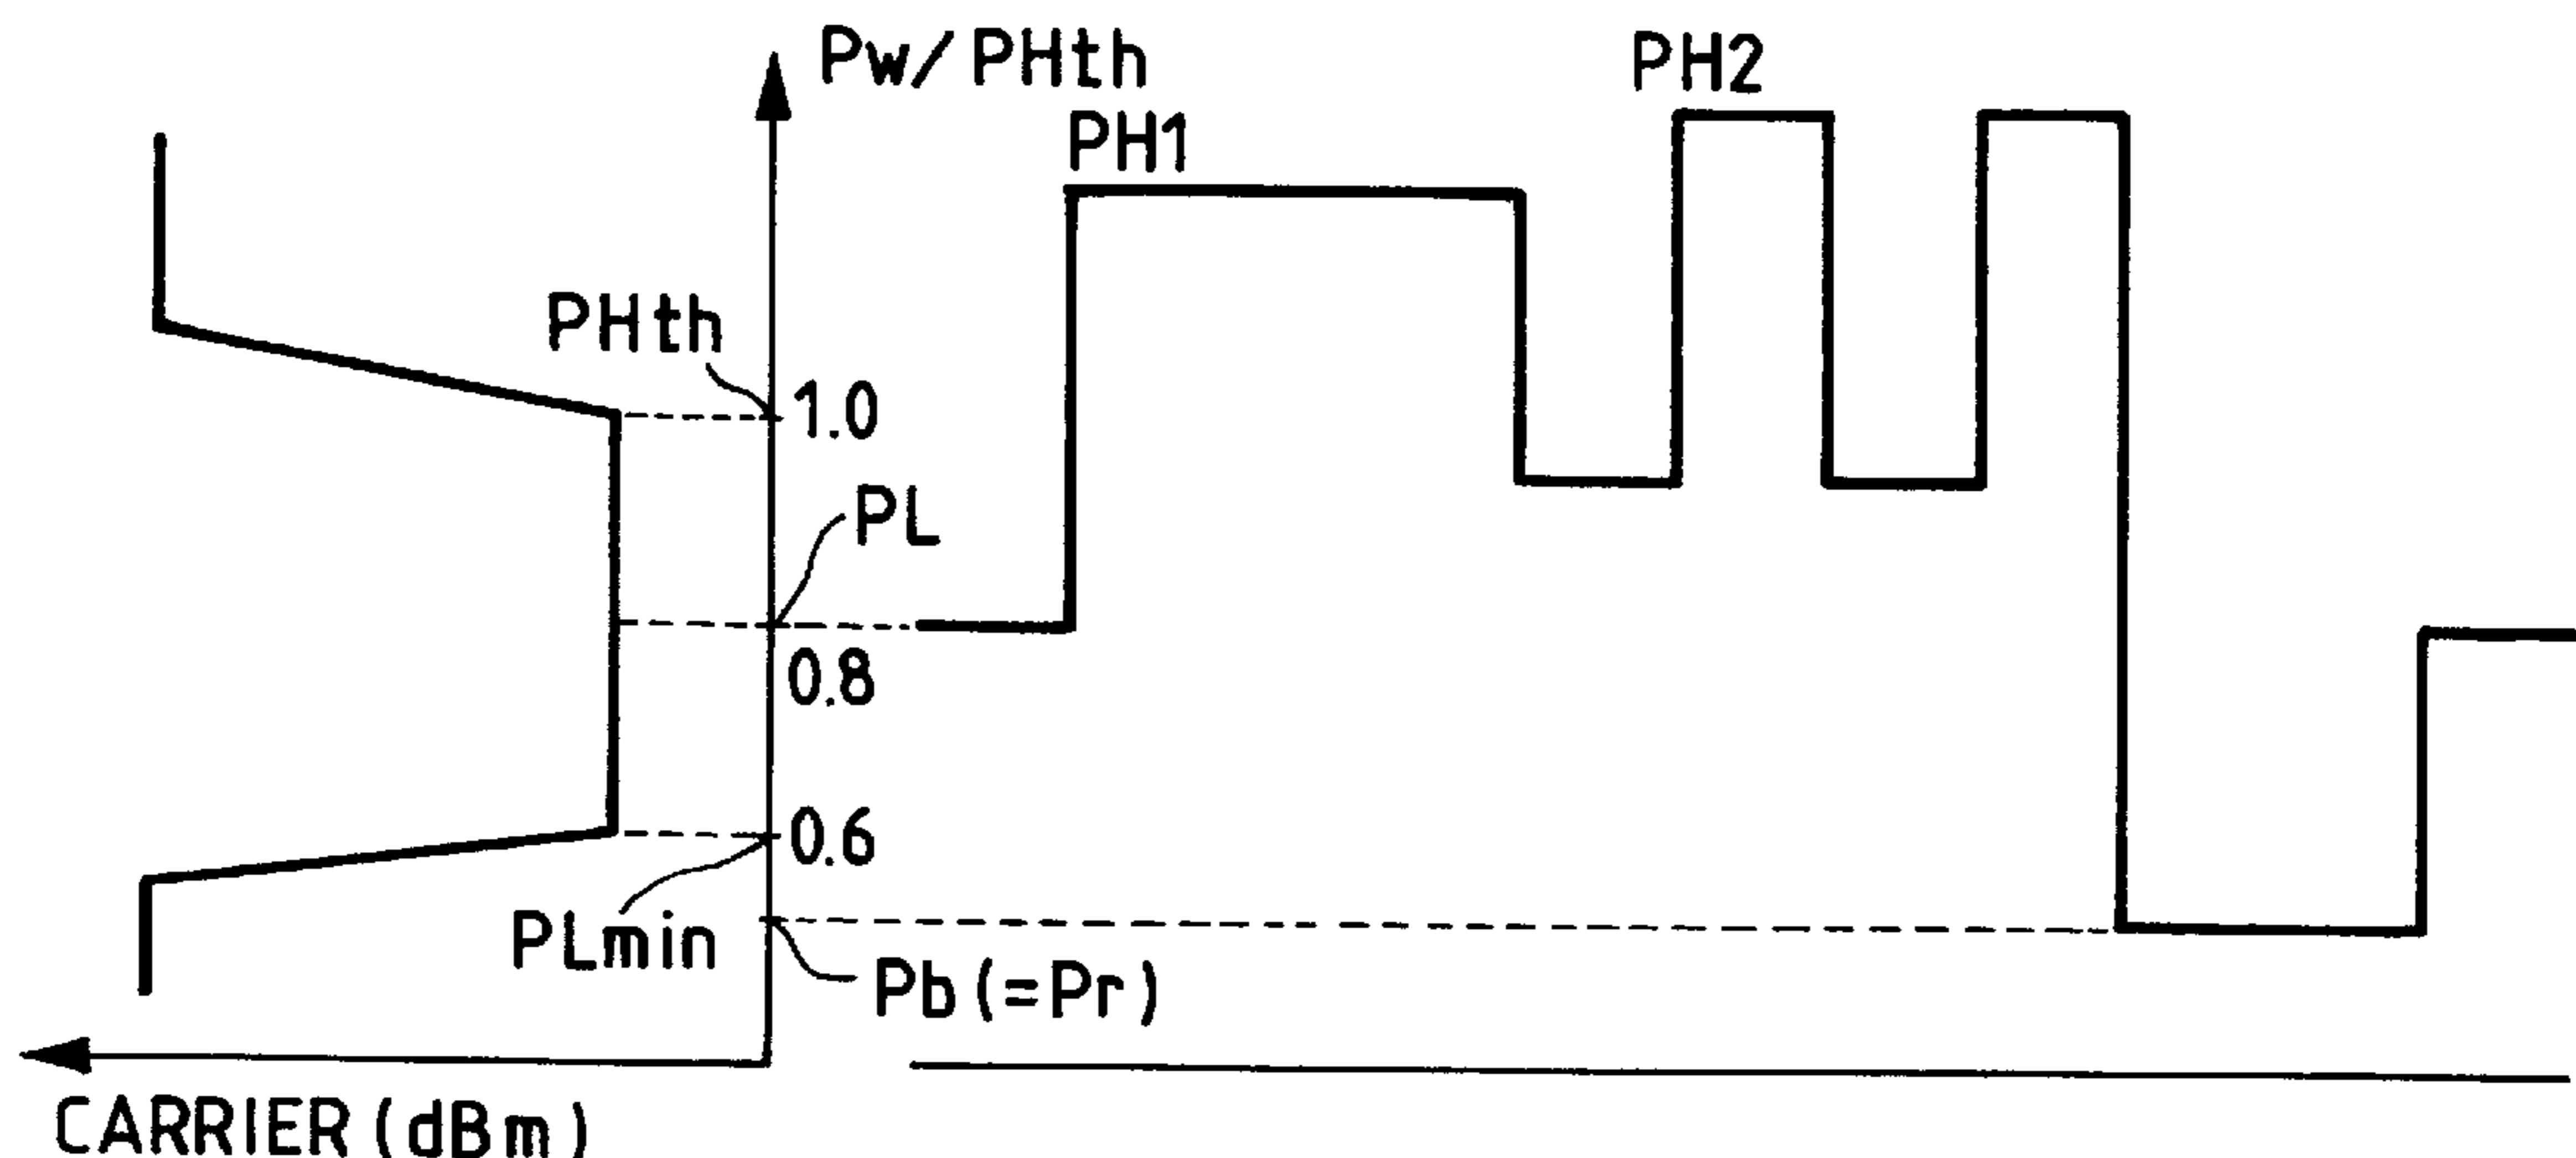 Pw/PHth
PH2
PH1
PHth
1.0
PL
0.8
0.6
PLmin
Pb(=Pr)
CARRIER(dBm)